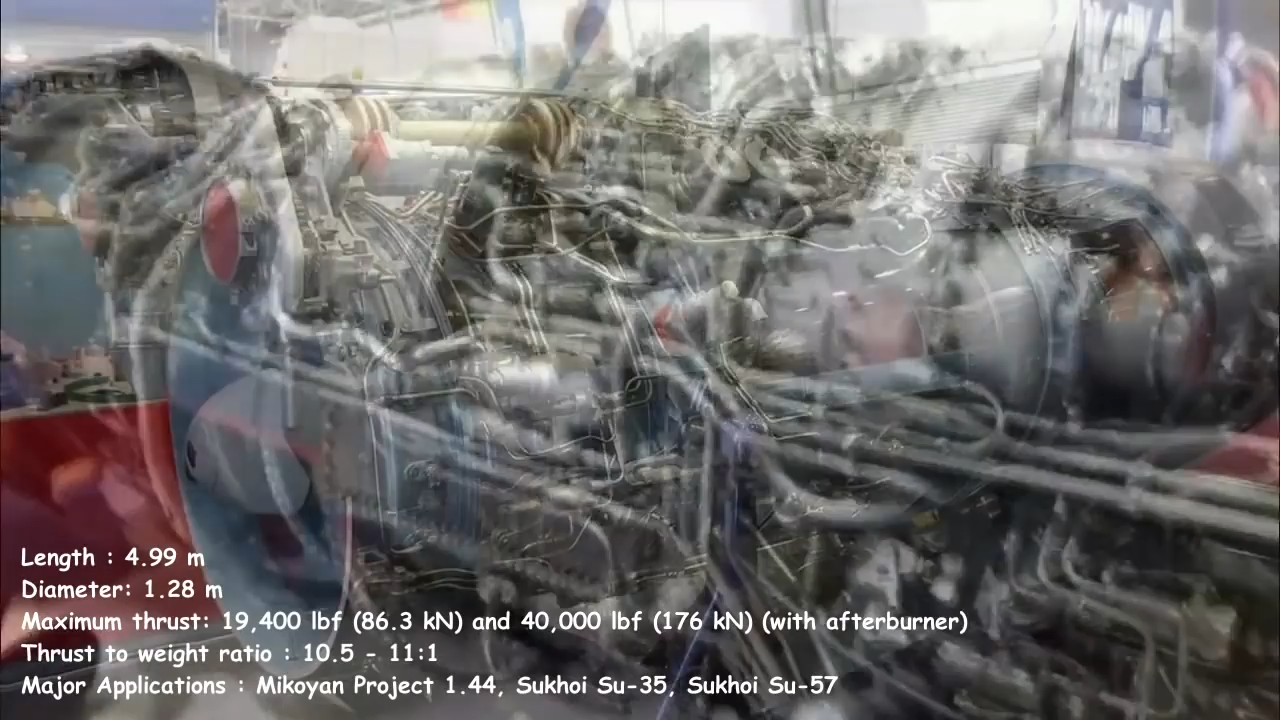 Length : 4.99 m
Diameter: 1.28 m
Maximum thrust: 19,400 lbf (86.3 kN) and 40,000 lbf (176 kN) (with afterburner)
Thrust to weight ratio : 10.5 - 11:1
Major Applications : Mikoyan Project 1.44, Sukhoi Su-35, Sukhoi Su-57